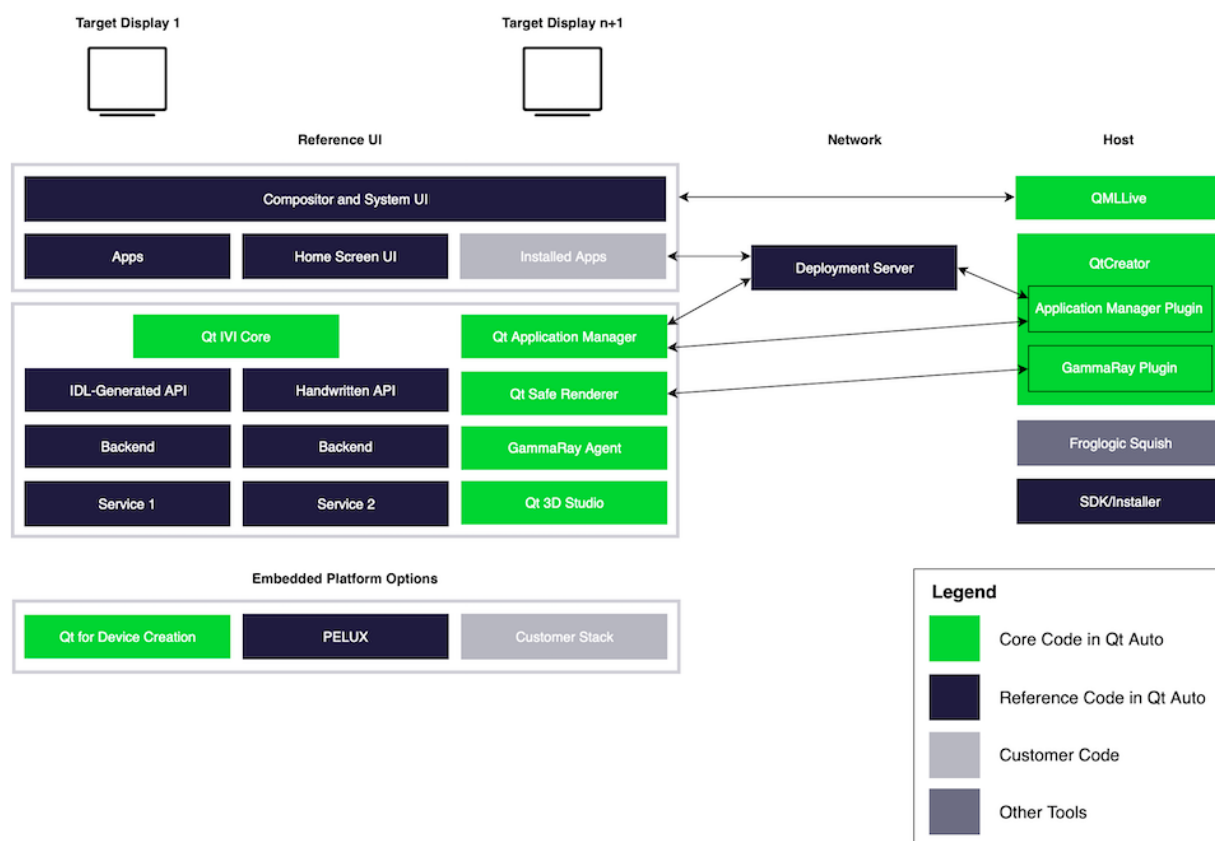 Target Display 1
Target Display n+1
Reference UI
Network
Host
Compositor and System UI
QMLLive
Apps
Home Screen UI
Installed Apps
Deployment Server
QtCreator
Application Manager Plugin
GammaRay Plugin
Qt IVI Core
Qt Application Manager
IDL-Generated API
Handwritten API
Qt Safe Renderer
Backend
Backend
GammaRay Agent
Froglogic Squish
Service 1
Service 2
Qt 3D Studio
SDK/Installer
Embedded Platform Options
Qt for Device Creation
PELUX
Customer Stack
Legend
Core Code in Qt Auto
Reference Code in Qt Auto
Customer Code
Other Tools